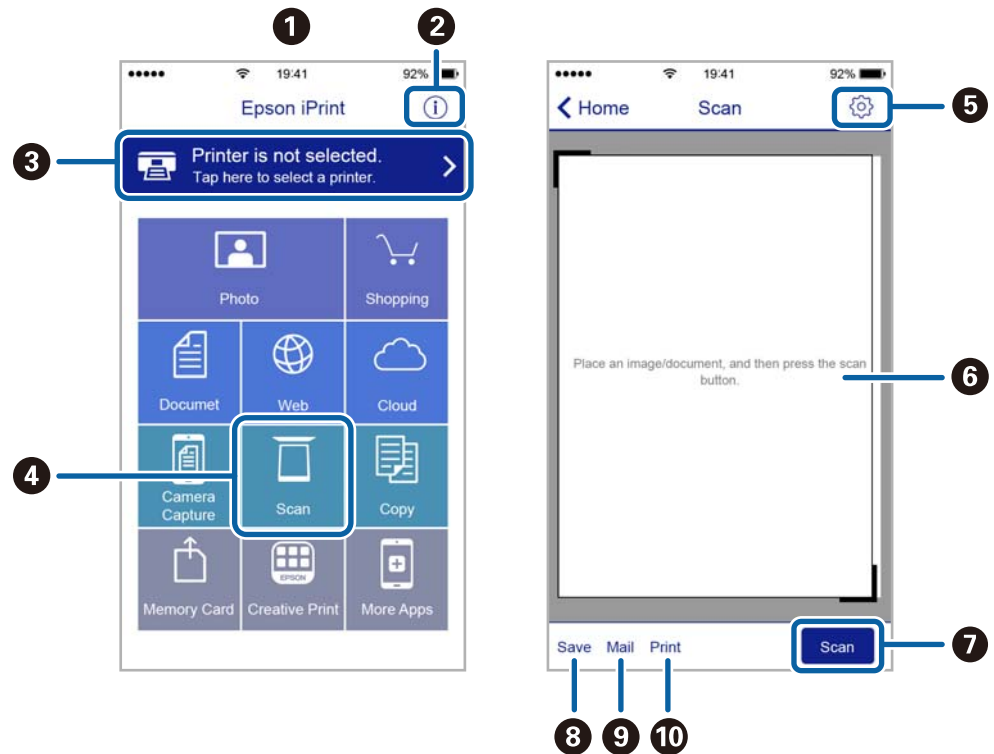 1
2
19:41
92%
Epson iPrint
i
3
Printer is not selected.
Tap here to select a printer.
Photo
Shopping
Documet
Web
Cloud
4
Camera
Capture
Scan
Copy
EPSON
Memory Card
Creative Print
More Apps
19:41
92%
Home
Scan
5
Place an image/document, and then press the scan
button.
6
Save
Mail
Print
Scan
7
8
9
10